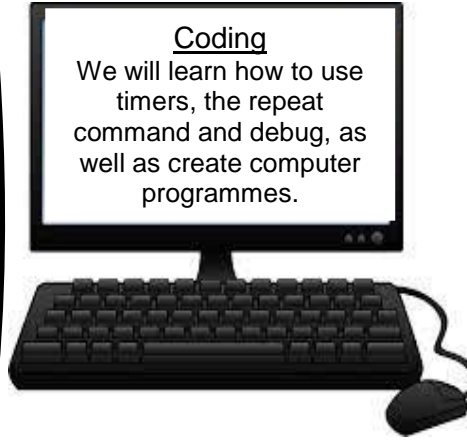 Coding
We will learn how to use
timers, the repeat
command and debug, as
well as create computer
programmes.